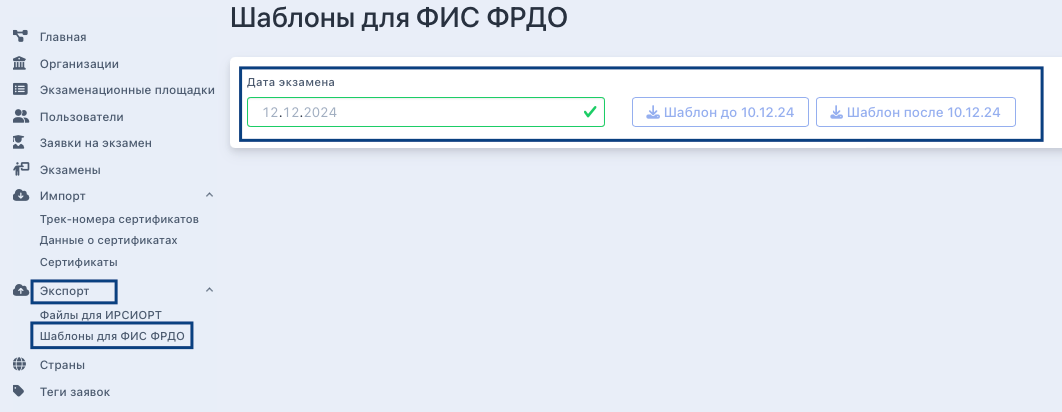 Шаблоны для ФИС ФРДО
Главная
Организации
Экзаменационные площадки
Пользователи
Заявки на экзамен
Экзамены
Импорт
Трек-номера сертификатов
Данные о сертификатах
Сертификаты
Экспорт
Файлы для ИРСИОРТ
Шаблоны для ФИС ФРДО
Страны
Теги заявок
Дата экзамена
12.12.2024
Шаблон до 10.12.24
Шаблон после 10.12.24